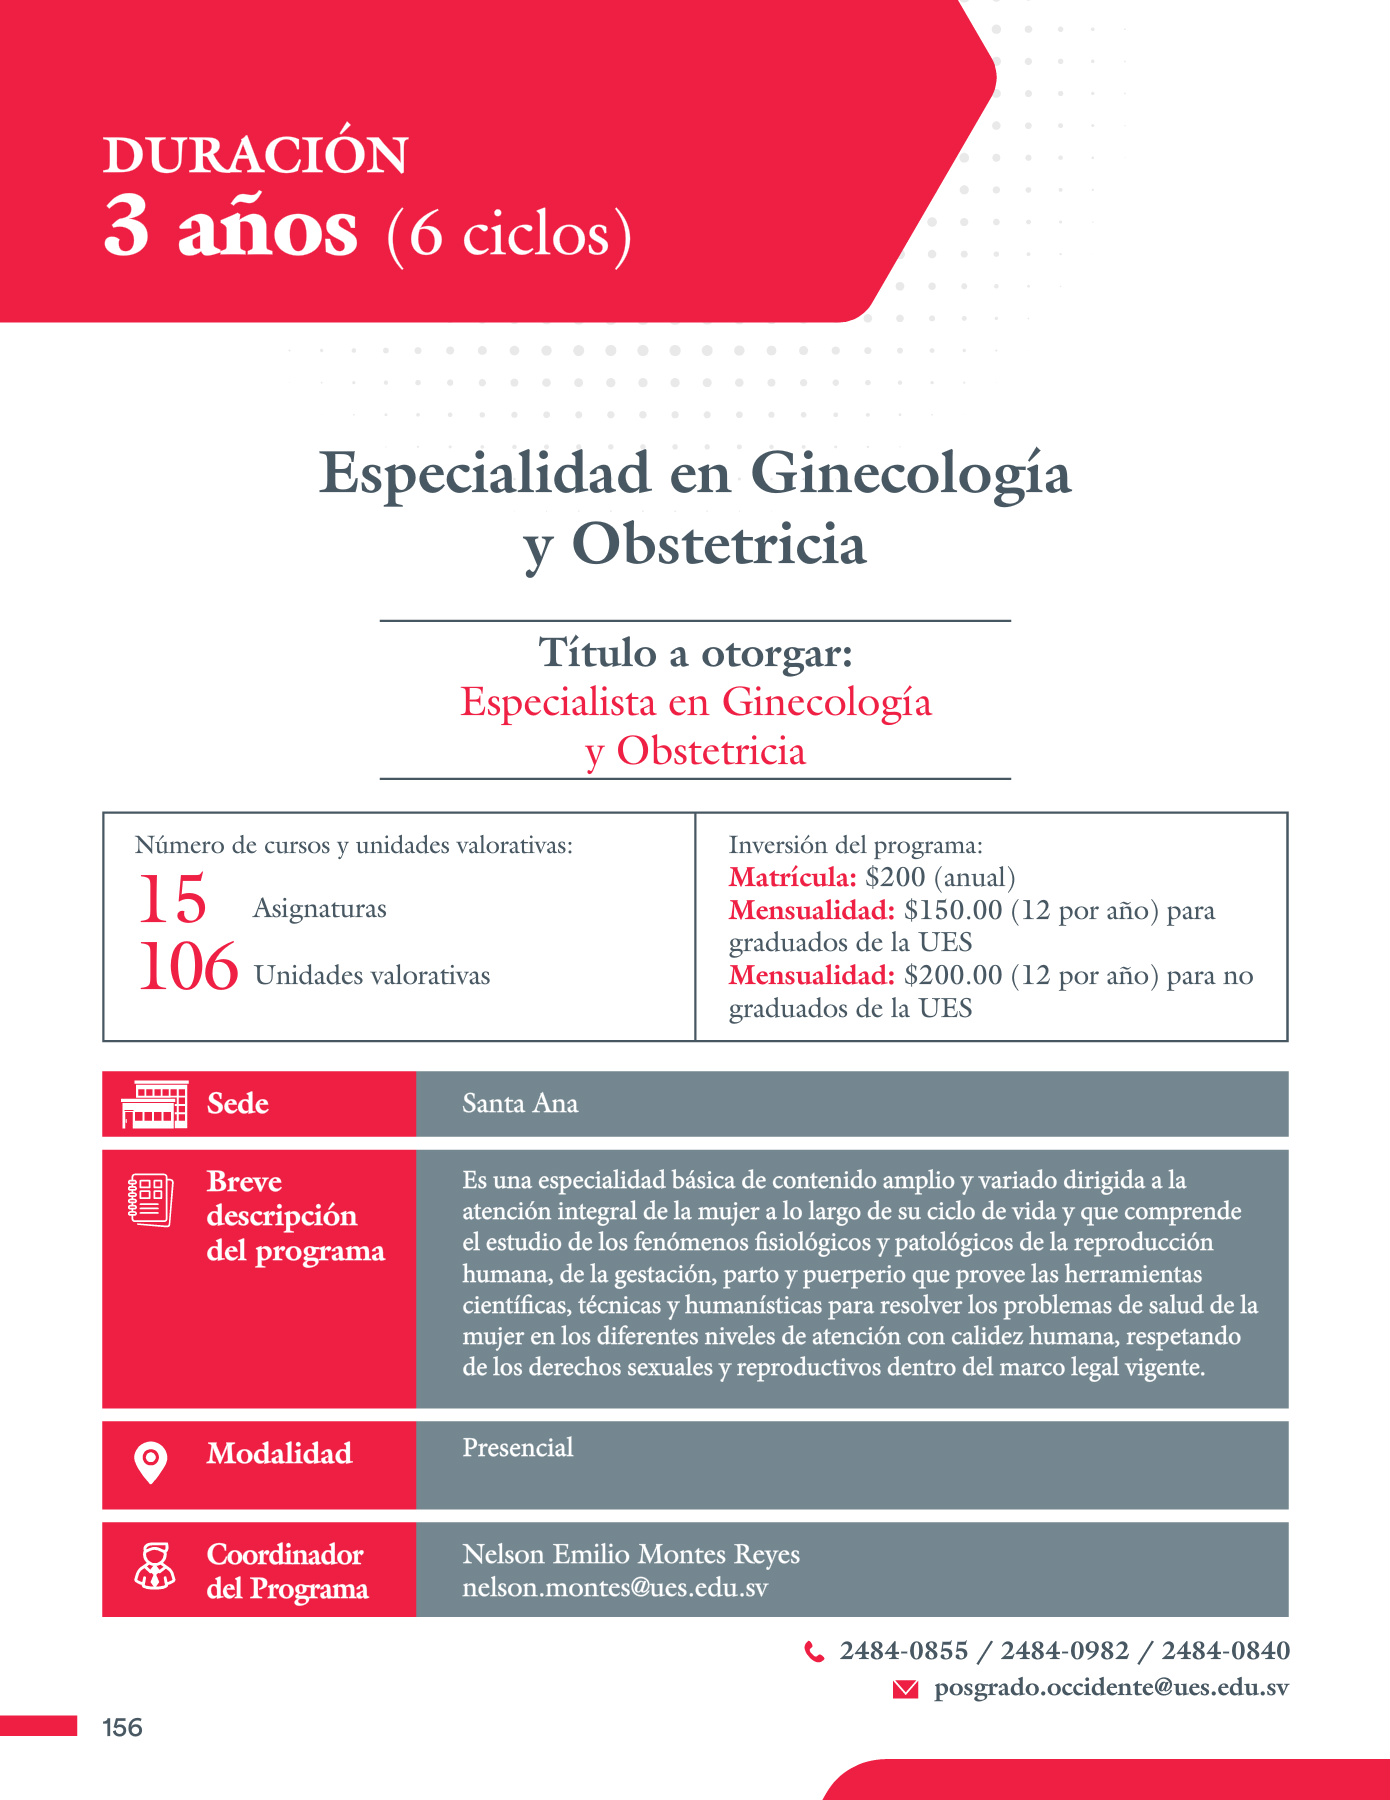 DURACIÓN
3 años (6 ciclos)
Especialidad en Ginecología
y Obstetricia
Título a otorgar:
Especialista en Ginecología
y Obstetricia
Número de cursos y unidades valorativas:
15 Asignaturas
106 Unidades valorativas
Inversión del programa:
Matrícula: $200 (anual)
Mensualidad: $150.00 (12 por año) para
graduados de la UES
Mensualidad: $200.00 (12 por año) para no
graduados de la UES
Sede
Santa Ana
Breve
descripción
del programa
Es una especialidad básica de contenido amplio y variado dirigida a la
atención integral de la mujer a lo largo de su ciclo de vida y que comprende
el estudio de los fenómenos fisiológicos y patológicos de la reproducción
humana, de la gestación, parto y puerperio que provee las herramientas
científicas, técnicas y humanísticas para resolver los problemas de salud de la
mujer en los diferentes niveles de atención con calidez humana, respetando
de los derechos sexuales y reproductivos dentro del marco legal vigente.
Modalidad
Presencial
Coordinador
del Programa
Nelson Emilio Montes Reyes
nelson.montes@ues.edu.sv
2484-0855 / 2484-0982 / 2484-0840
posgrado.occidente@ues.edu.sv
156